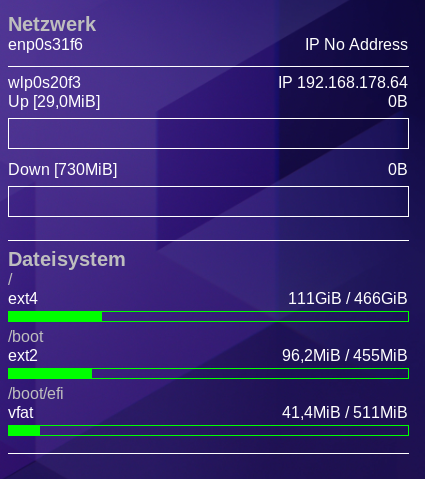 Netzwerk
enp0s31f6 IP No Address
wlp0s20f3 IP 192.168.178.64
Up [29,0MiB] 0B
Down [730MiB] 0B
Dateisystem
/
ext4 111GiB / 466GiB
/boot
ext2 96,2MiB / 455MiB
/boot/efi
vfat 41,4MiB / 511MiB